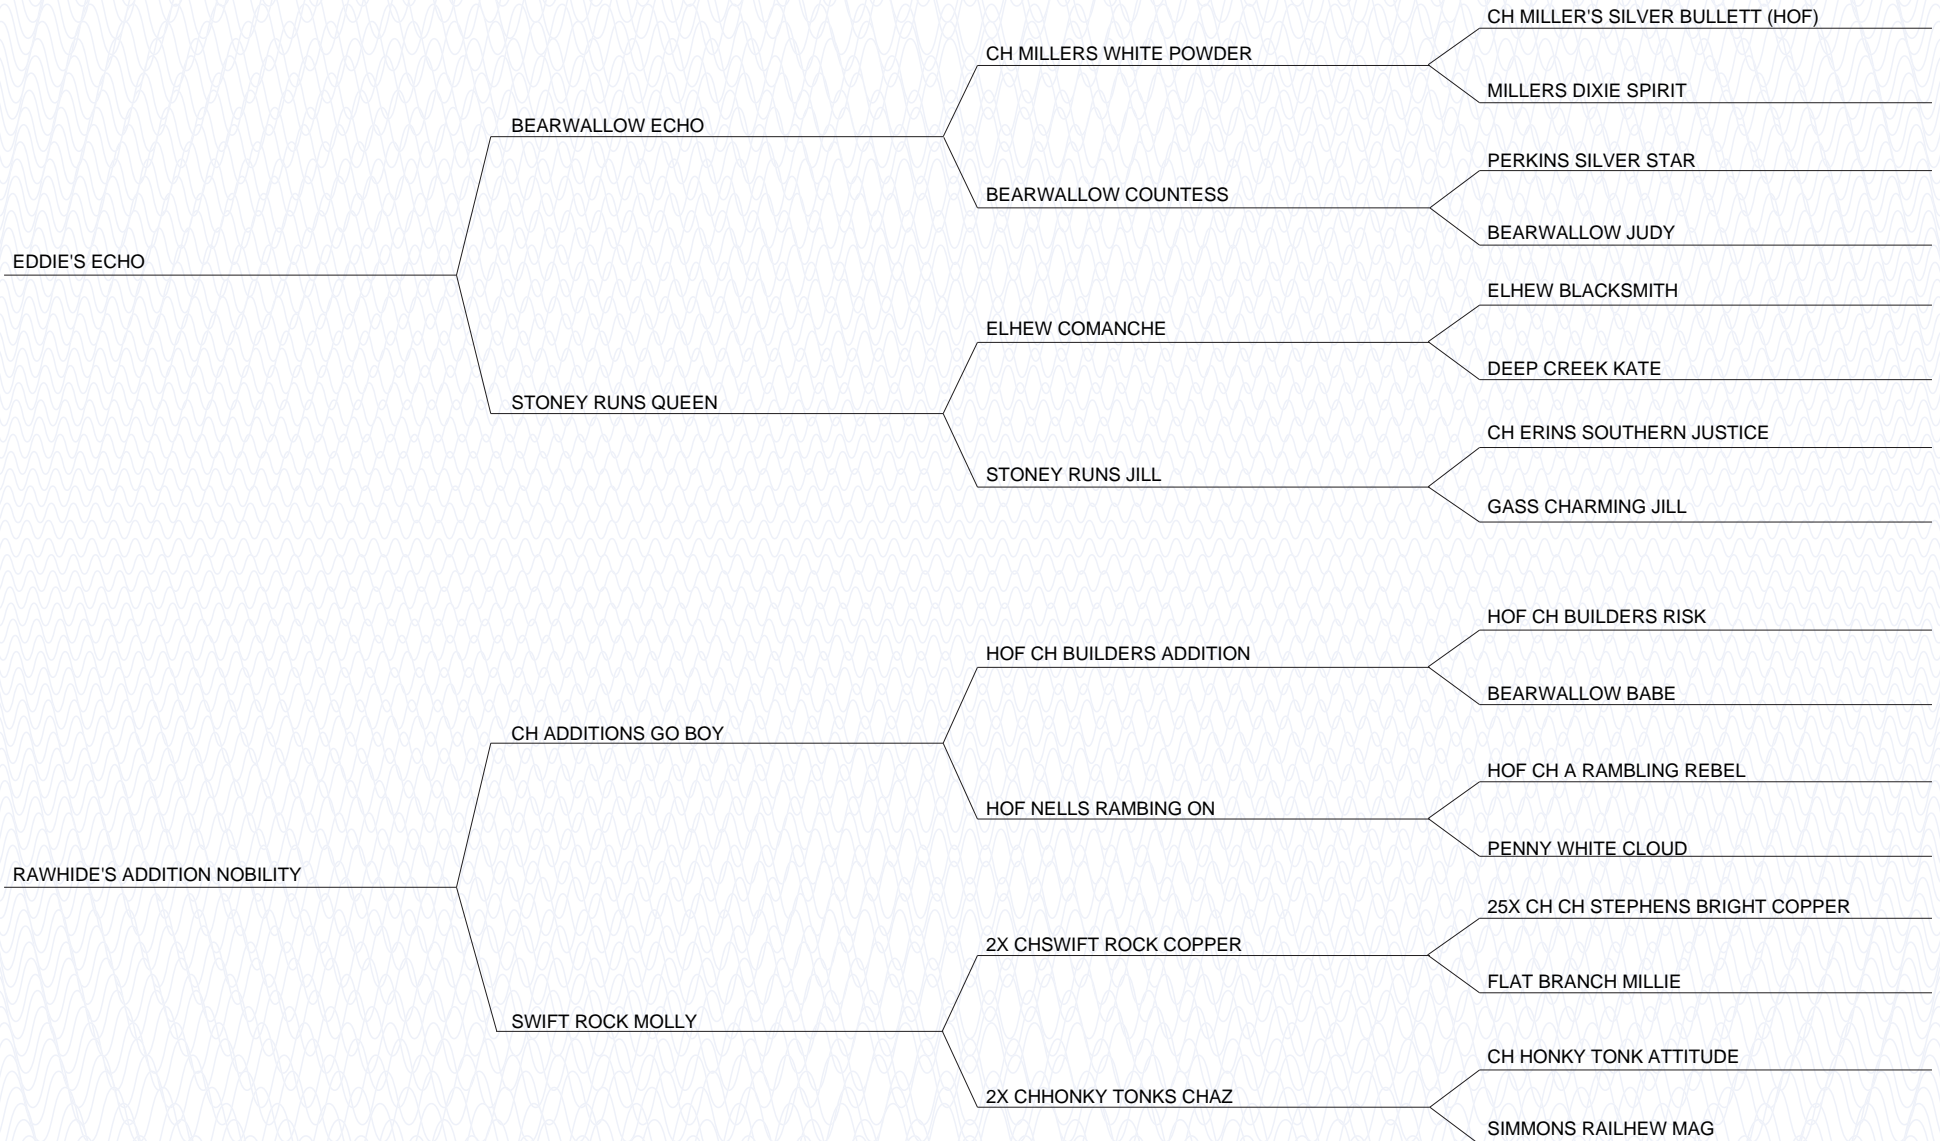 CH MILLER'S SILVER BULLETT (HOF)
CH MILLERS WHITE POWDER
MILLERS DIXIE SPIRIT
BEARWALLOW ECHO
PERKINS SILVER STAR
BEARWALLOW COUNTESS
BEARWALLOW JUDY
EDDIE'S ECHO
ELHEW BLACKSMITH
ELHEW COMANCHE
DEEP CREEK KATE
STONEY RUNS QUEEN
CH ERINS SOUTHERN JUSTICE
STONEY RUNS JILL
GASS CHARMING JILL
HOF CH BUILDERS RISK
HOF CH BUILDERS ADDITION
BEARWALLOW BABE
CH ADDITIONS GO BOY
HOF CH A RAMBLING REBEL
HOF NELLS RAMBING ON
PENNY WHITE CLOUD
RAWHIDE'S ADDITION NOBILITY
25X CH CH STEPHENS BRIGHT COPPER
2X CHSWIFT ROCK COPPER
FLAT BRANCH MILLIE
SWIFT ROCK MOLLY
CH HONKY TONK ATTITUDE
2X CHHONKY TONKS CHAZ
SIMMONS RAILHEW MAG